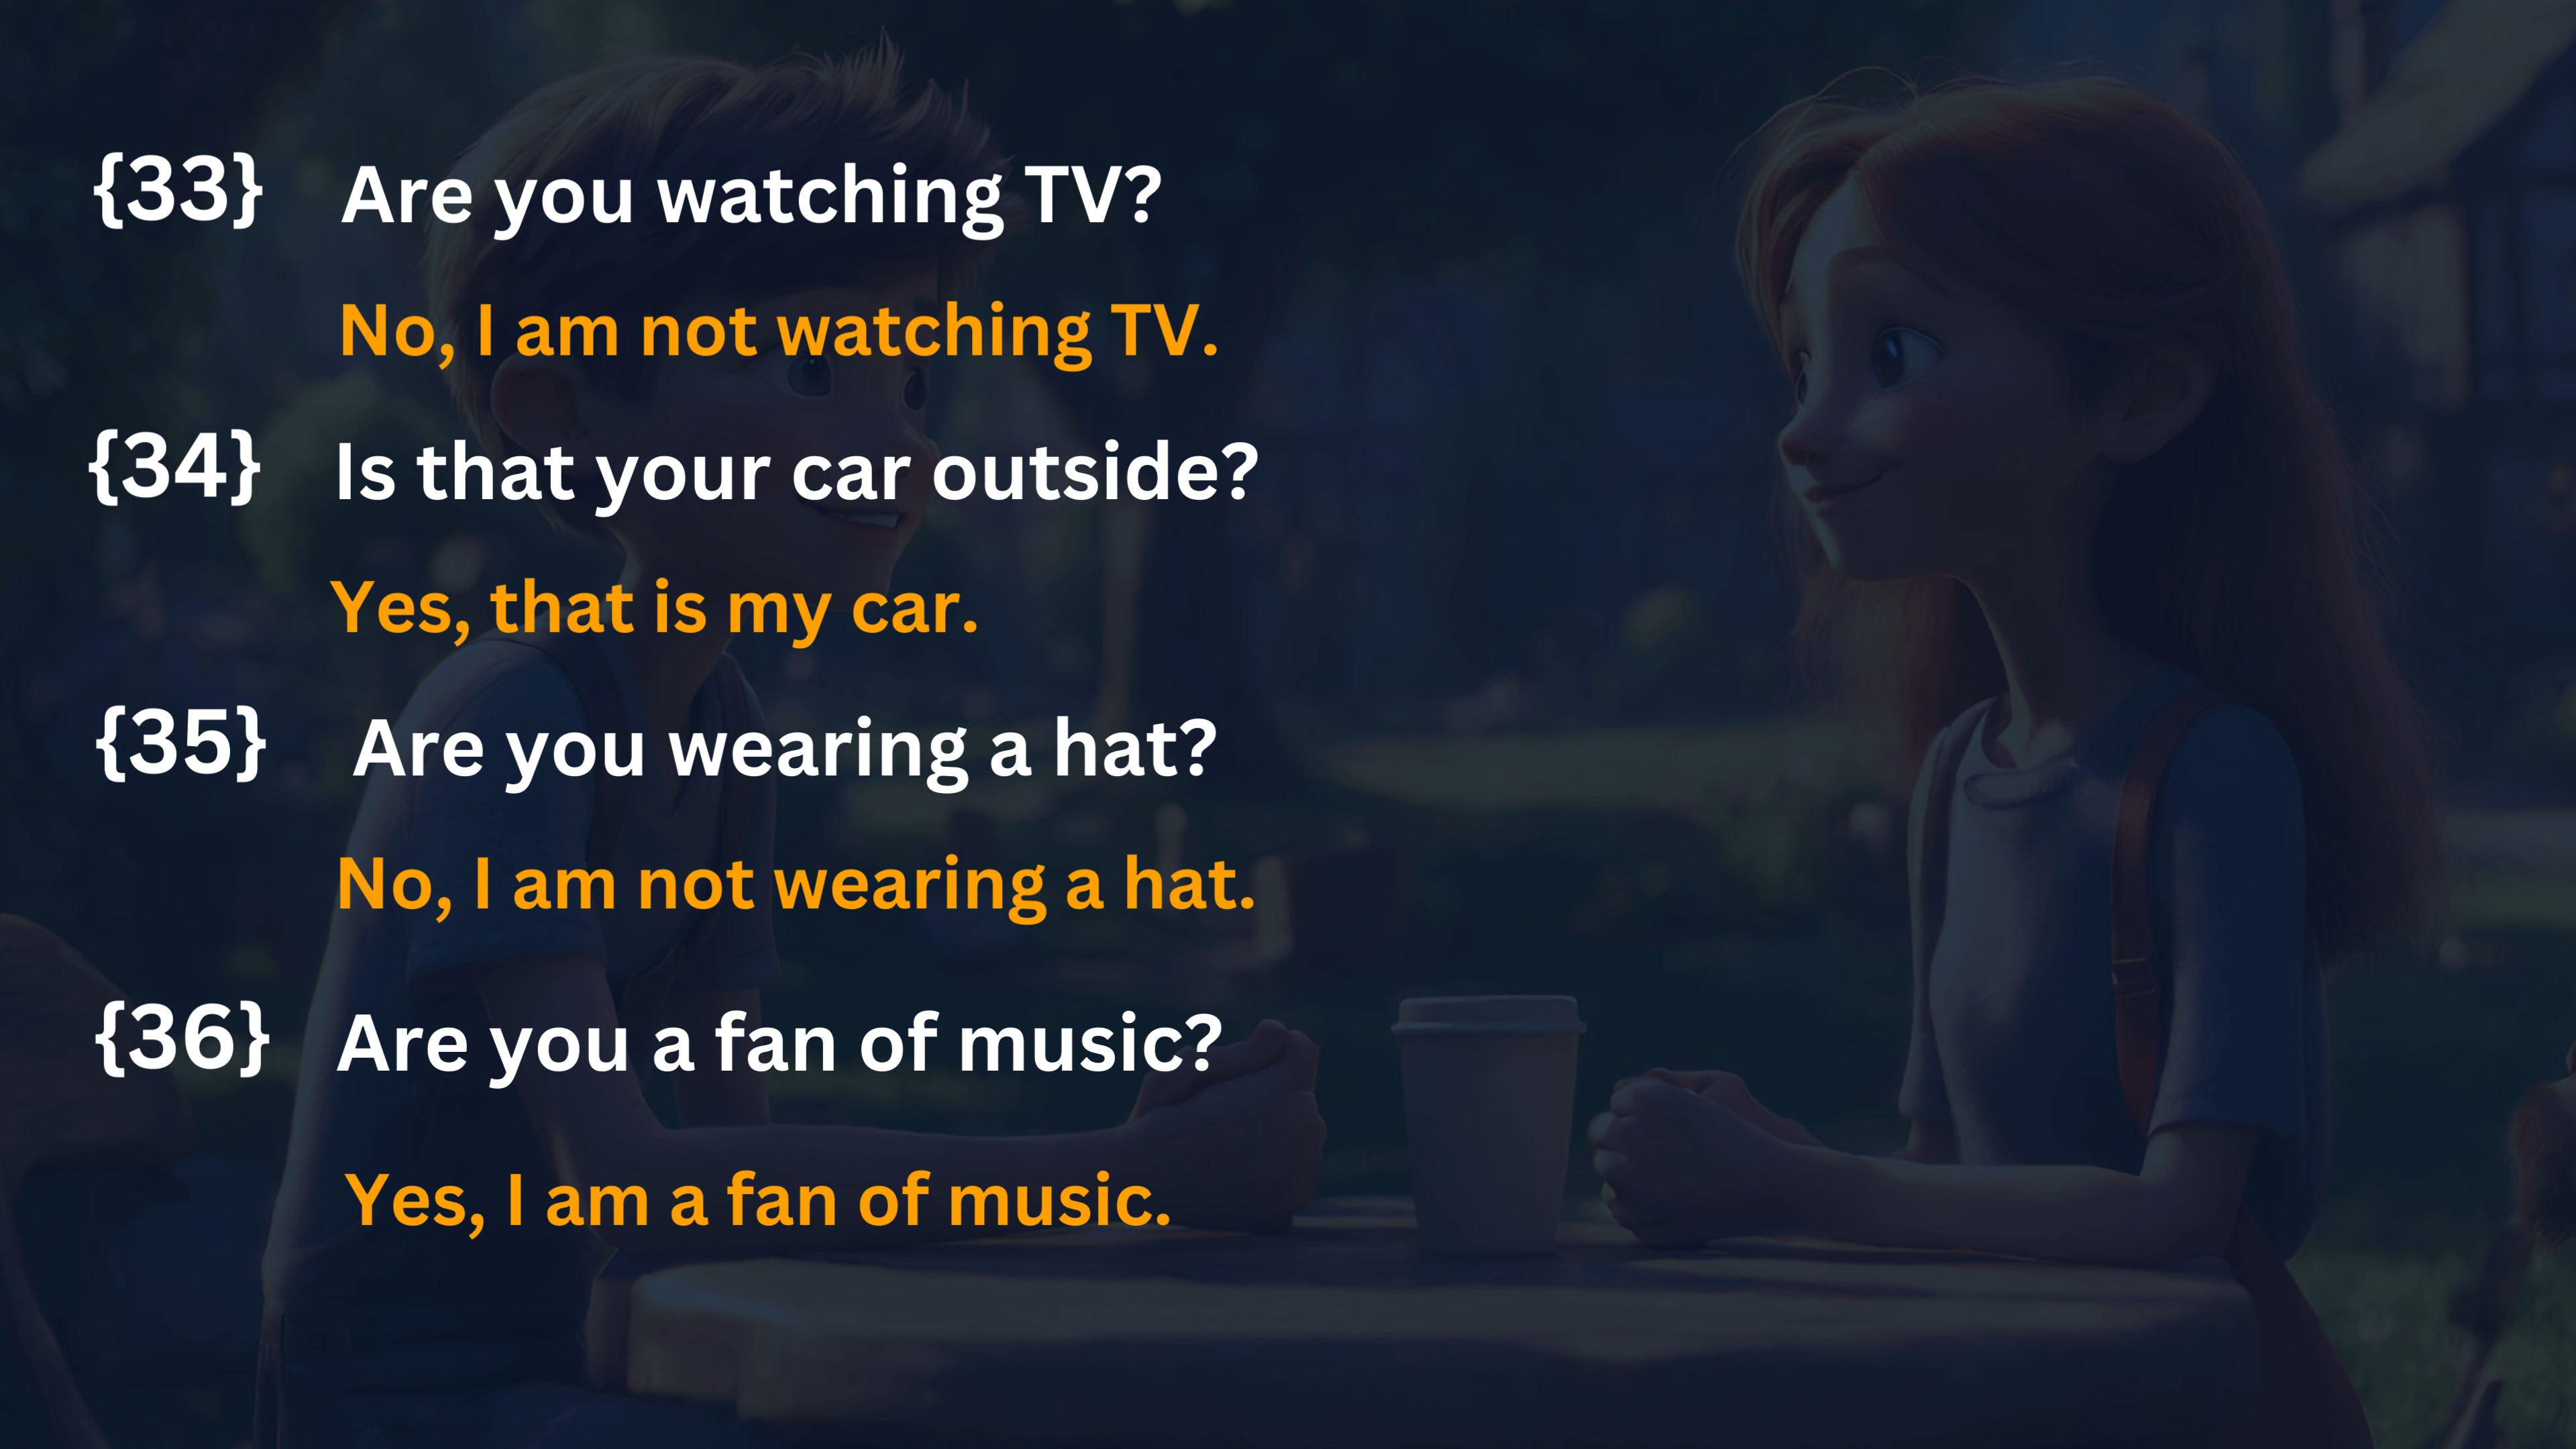 {33} Are you watching TV?
No, I am not watching TV.
{34} Is that your car outside?
Yes, that is my car.
{35} Are you wearing a hat?
No, I am not wearing a hat.
{36} Are you a fan of music?
Yes, I am a fan of music.